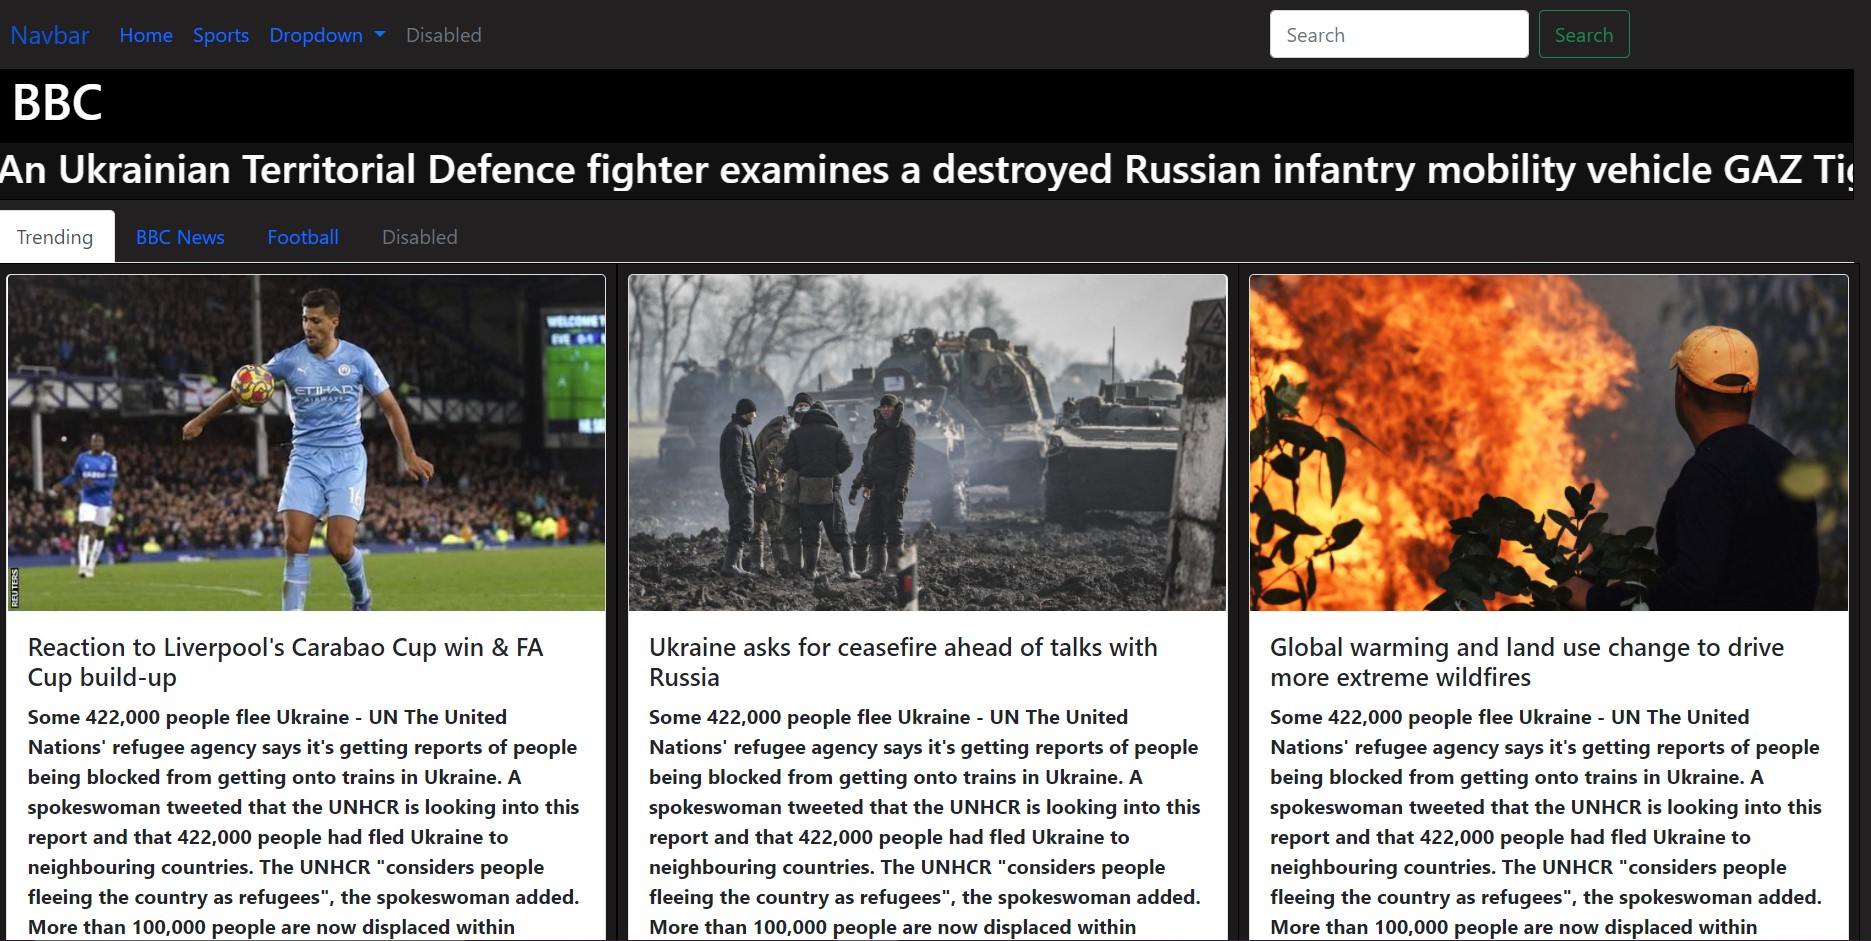 Navbar Home Sports Dropdown Disabled Search Search
BBC
An Ukrainian Territorial Defence fighter examines a destroyed Russian infantry mobility vehicle GAZ
Trending BBC News Football Disabled
WELCOME
ETIHAD
AIRWAYS
16
REUTERS
Reaction to Liverpool's Carabao Cup win & FA
Cup build-up
Some 422,000 people flee Ukraine - UN The United
Nations' refugee agency says it's getting reports of people
being blocked from getting onto trains in Ukraine. A
spokeswoman tweeted that the UNHCR is looking into this
report and that 422,000 people had fled Ukraine to
neighbouring countries. The UNHCR "considers people
fleeing the country as refugees", the spokeswoman added.
More than 100,000 people are now displaced within
Ukraine asks for ceasefire ahead of talks with
Russia
Some 422,000 people flee Ukraine - UN The United
Nations' refugee agency says it's getting reports of people
being blocked from getting onto trains in Ukraine. A
spokeswoman tweeted that the UNHCR is looking into this
report and that 422,000 people had fled Ukraine to
neighbouring countries. The UNHCR "considers people
fleeing the country as refugees", the spokeswoman added.
More than 100,000 people are now displaced within
Global warming and land use change to drive
more extreme wildfires
Some 422,000 people flee Ukraine - UN The United
Nations' refugee agency says it's getting reports of people
being blocked from getting onto trains in Ukraine. A
spokeswoman tweeted that the UNHCR is looking into this
report and that 422,000 people had fled Ukraine to
neighbouring countries. The UNHCR "considers people
fleeing the country as refugees", the spokeswoman added.
More than 100,000 people are now displaced within